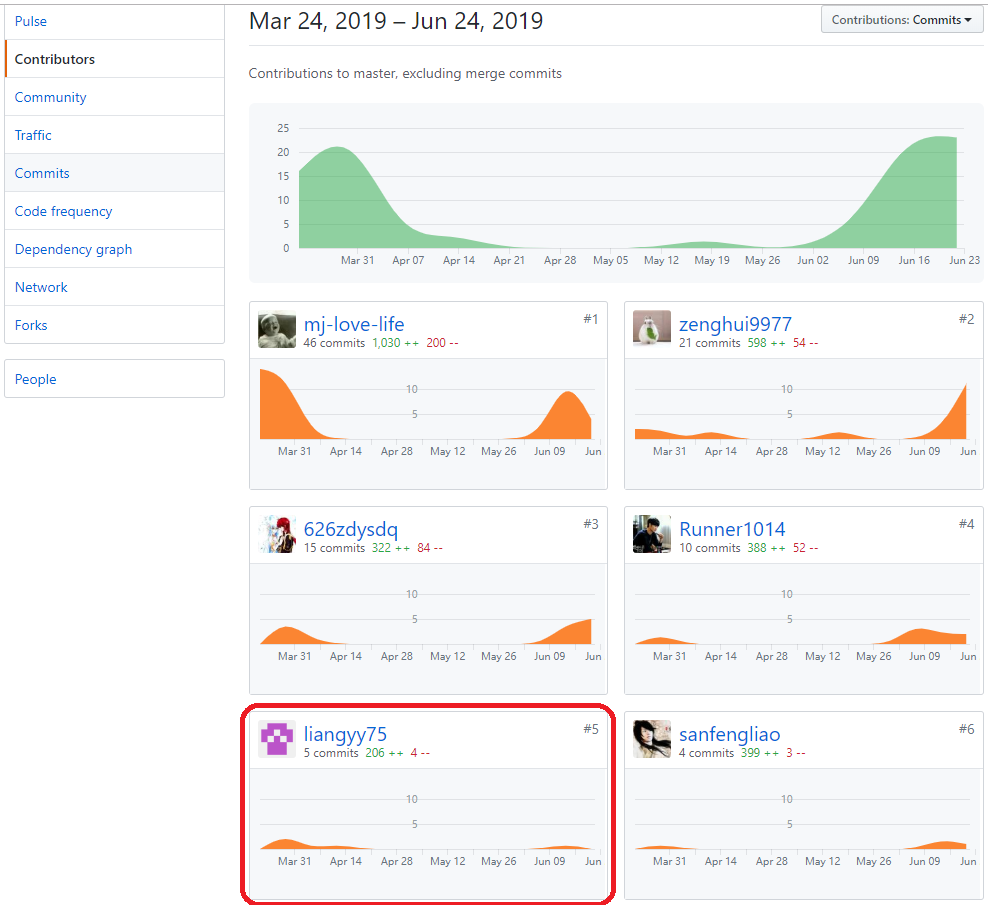 Pulse
Contributors
Community
Traffic
Commits
Code frequency
Dependency graph
Network
Forks
People
Mar 24, 2019 – Jun 24, 2019
Contributions: Commits
Contributions to master, excluding merge commits
25
20
15
10
5
0
Mar 31 Apr 07 Apr 14 Apr 21 Apr 28 May 05 May 12 May 19 May 26 Jun 02 Jun 09 Jun 16 Jun 23
mj-love-life #1
46 commits 1,030 ++ 200 --
10
5
Mar 31 Apr 14 Apr 28 May 12 May 26 Jun 09 Jun
zenghui9977 #2
21 commits 598 ++ 54 --
10
5
Mar 31 Apr 14 Apr 28 May 12 May 26 Jun 09 Jun
626zdysdq #3
15 commits 322 ++ 84 --
10
5
Mar 31 Apr 14 Apr 28 May 12 May 26 Jun 09 Jun
Runner1014 #4
10 commits 388 ++ 52 --
10
5
Mar 31 Apr 14 Apr 28 May 12 May 26 Jun 09 Jun
liangyy75 #5
5 commits 206 ++ 4 --
10
5
Mar 31 Apr 14 Apr 28 May 12 May 26 Jun 09 Jun
sanfengliao #6
4 commits 399 ++ 3 --
10
5
Mar 31 Apr 14 Apr 28 May 12 May 26 Jun 09 Jun